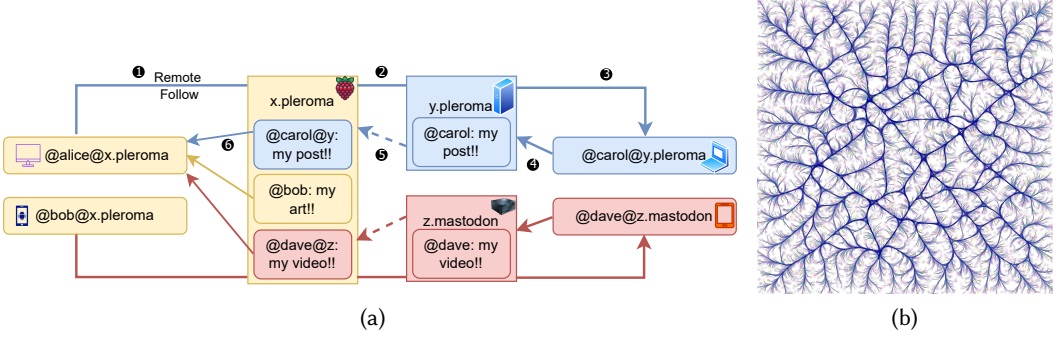 ❶ Remote
Follow
❷
❸
x.pleroma
y.pleroma
@carol@y:
my post!!
@carol: my
post!!
❻
❺
❹
@alice@x.pleroma
@carol@y.pleroma
@bob: my
art!!
@bob@x.pleroma
z.mastodon
@dave@z.mastodon
@dave@z:
my video!!
@dave: my
video!!
(a)
(b)